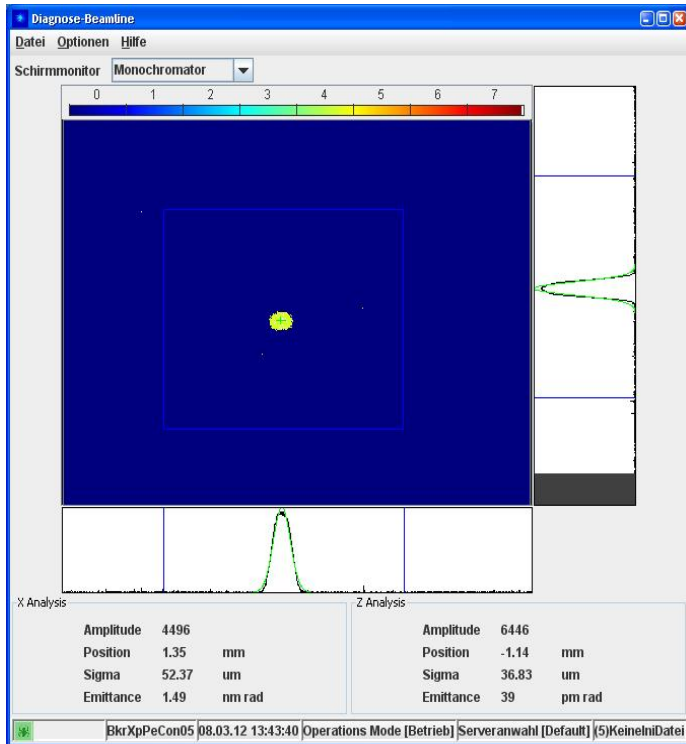 Diagnose-Beamline
Datei Optionen Hilfe
Schirmmonitor Monochromator
0 1 2 3 4 5 6 7
X Analysis
Amplitude 4496
Position 1.35 mm
Sigma 52.37 um
Emittance 1.49 nm rad
Z Analysis
Amplitude 6446
Position -1.14 mm
Sigma 36.83 um
Emittance 39 pm rad
BkrXpPeCon05 08.03.12 13:43:40 Operations Mode [Betrieb] Serveranwahl [Default] (5)KeineIniDatei